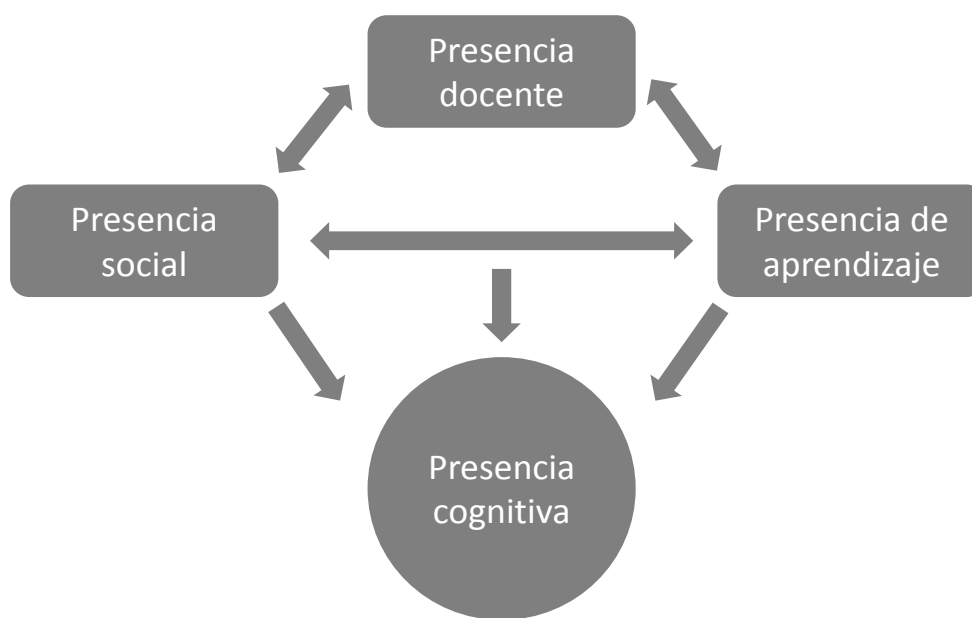 Presencia
docente
Presencia
social
Presencia de
aprendizaje
Presencia
cognitiva